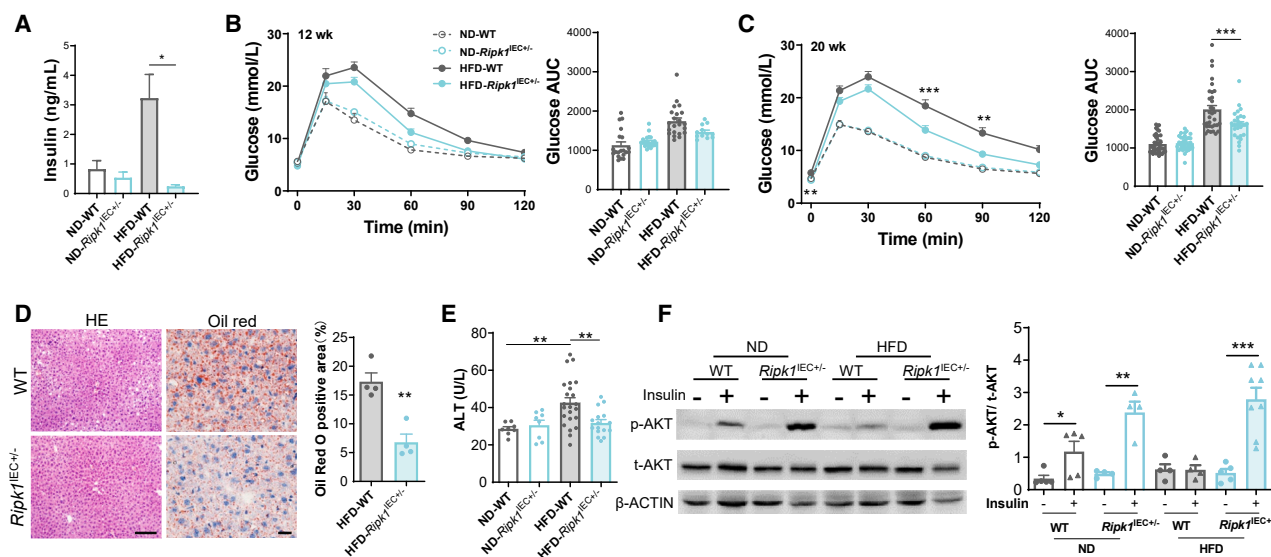 A
Insulin (ng/mL)
5
4
3
2
1
0
*
ND-WT
ND-Ripk1IEC+/-
HFD-WT
HFD-Ripk1IEC+/-
B
12 wk
Glucose (mmol/L)
30
20
10
0
0 30 60 90 120
Time (min)
ND-WT
ND-Ripk1IEC+/-
HFD-WT
HFD-Ripk1IEC+/-
Glucose AUC
4000
3000
2000
1000
0
ND-WT
ND-Ripk1IEC+/-
HFD-WT
HFD-Ripk1IEC+/-
C
20 wk
Glucose (mmol/L)
30
20
10
0
**
***
**
0 30 60 90 120
Time (min)
Glucose AUC
4000
3000
2000
1000
0
***
ND-WT
ND-Ripk1IEC+/-
HFD-WT
HFD-Ripk1IEC+/-
D
HE Oil red
WT
Ripk1IEC+/-
Oil Red O positive area(%)
25
20
15
10
5
0
**
HFD-WT
HFD-Ripk1IEC+/-
E
ALT (U/L)
80
60
40
20
0
** **
ND-WT
ND-Ripk1IEC+/-
HFD-WT
HFD-Ripk1IEC+/-
F
ND HFD
WT Ripk1IEC+/- WT Ripk1IEC+/-
Insulin - + - + - + - +
p-AKT
t-AKT
β-ACTIN
p-AKT/ t-AKT
5
4
3
2
1
0
* ** ***
Insulin - + - + - + - +
WT Ripk1IEC+/- WT Ripk1IEC+
ND HFD